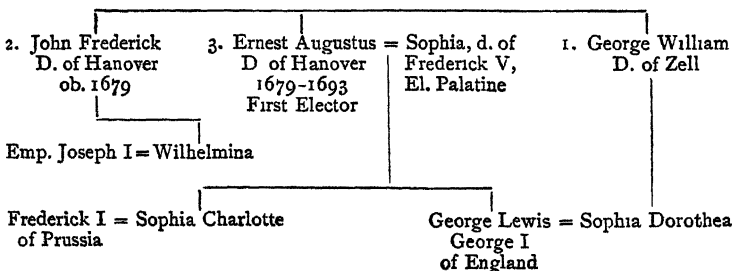 2. John Frederick
D. of Hanover
ob. 1679
3. Ernest Augustus = Sophia, d. of
D of Hanover Frederick V,
1679-1693 El. Palatine
First Elector
1. George William
D. of Zell
Emp. Joseph I = Wilhelmina
Frederick I = Sophia Charlotte
of Prussia
George Lewis = Sophia Dorothea
George I
of England